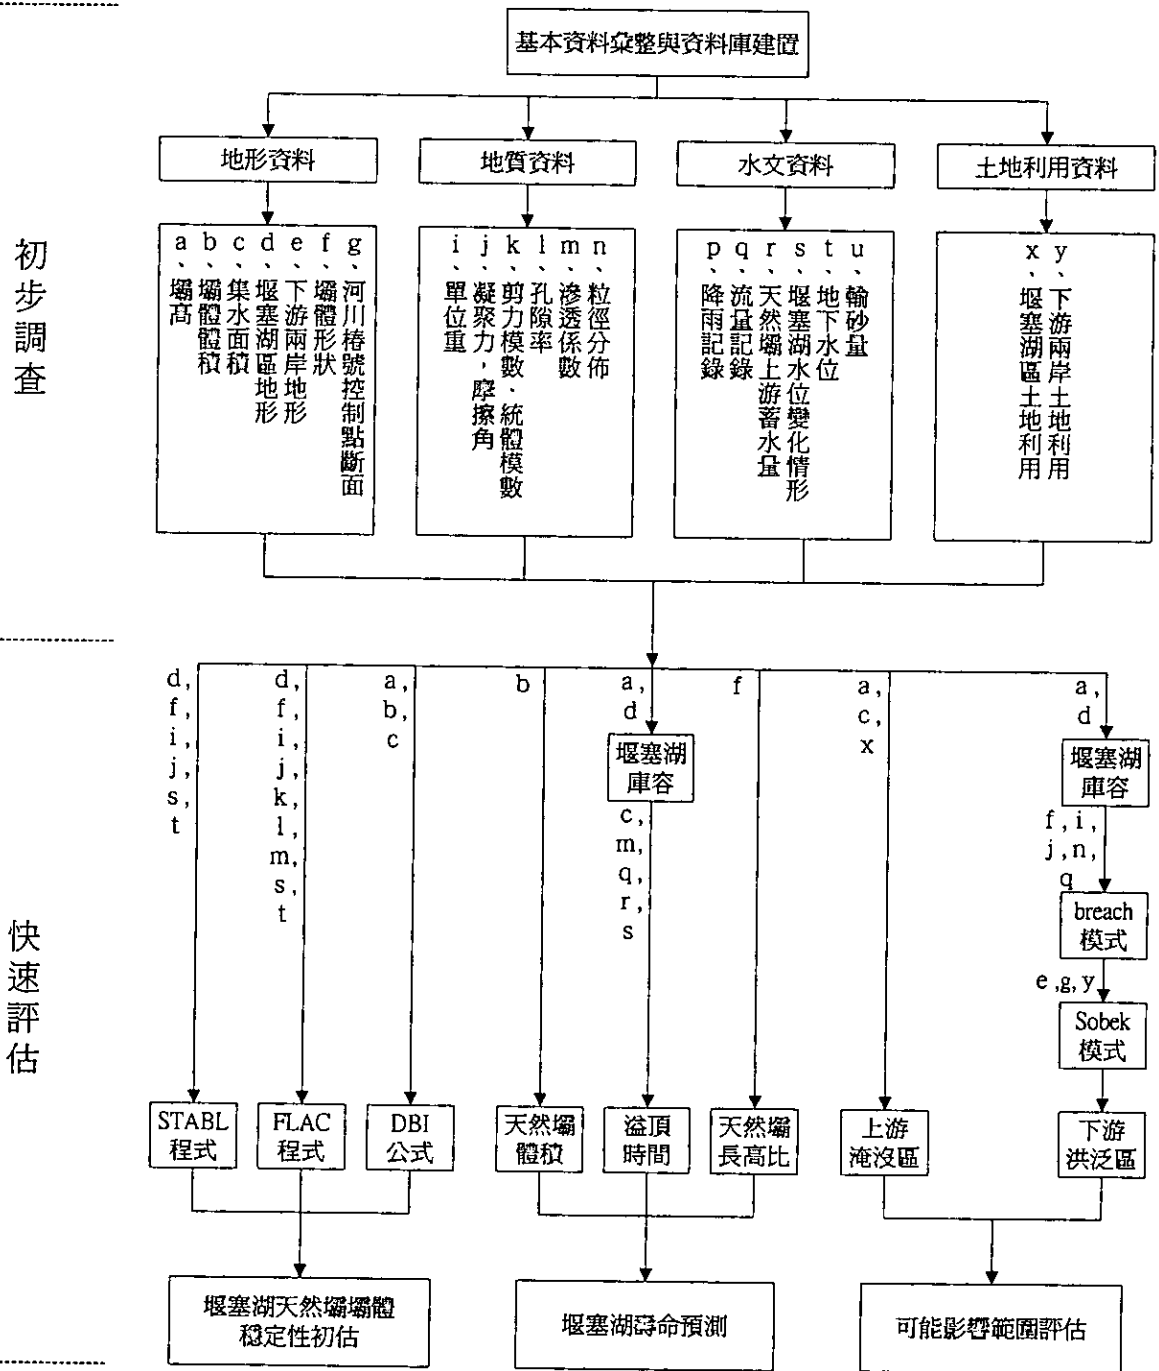 基本資料彙整與資料庫建置
地形資料
地質資料
水文資料
土地利用資料
初步調查
a、壩高
b、壩體體積
c、集水面積
d、堰塞湖區地形
e、下游兩岸地形
f、壩體形狀
g、河川樁號控制點斷面
i、單位重
j、凝聚力，摩擦角
k、剪力模數．統體模數
l、孔隙率
m、滲透係數
n、粒徑分佈
p、降雨記錄
q、流量記錄
r、天然壩上游蓄水量
s、堰塞湖水位變化情形
t、地下水位
u、輸砂量
x、堰塞湖區土地利用
y、下游兩岸土地利用
快速評估
d,
f,
i,
j,
s,
t
d,
f,
i,
j,
k,
l,
m,
s,
t
a,
b,
c
b
a,
d
堰塞湖
庫容
c,
m,
q,
r,
s
f
a,
c,
x
a,
d
堰塞湖
庫容
f,i,
j,n,
q
breach
模式
e,g,y
Sobek
模式
STABL
程式
FLAC
程式
DBI
公式
天然壩
體積
溢頂
時間
天然壩
長高比
上游
淹沒區
下游
洪泛區
堰塞湖天然壩壩體
穩定性初估
堰塞湖壽命預測
可能影響範圍評估